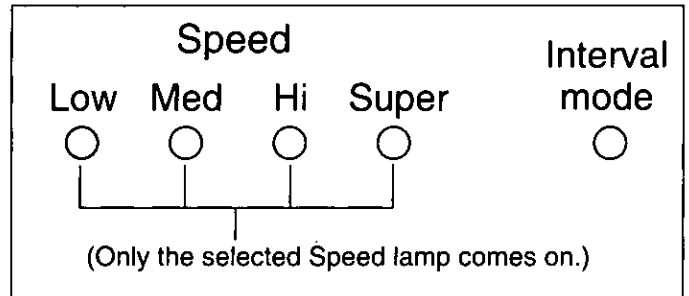 Speed
Interval mode
Low Med Hi Super
(Only the selected Speed lamp comes on.)